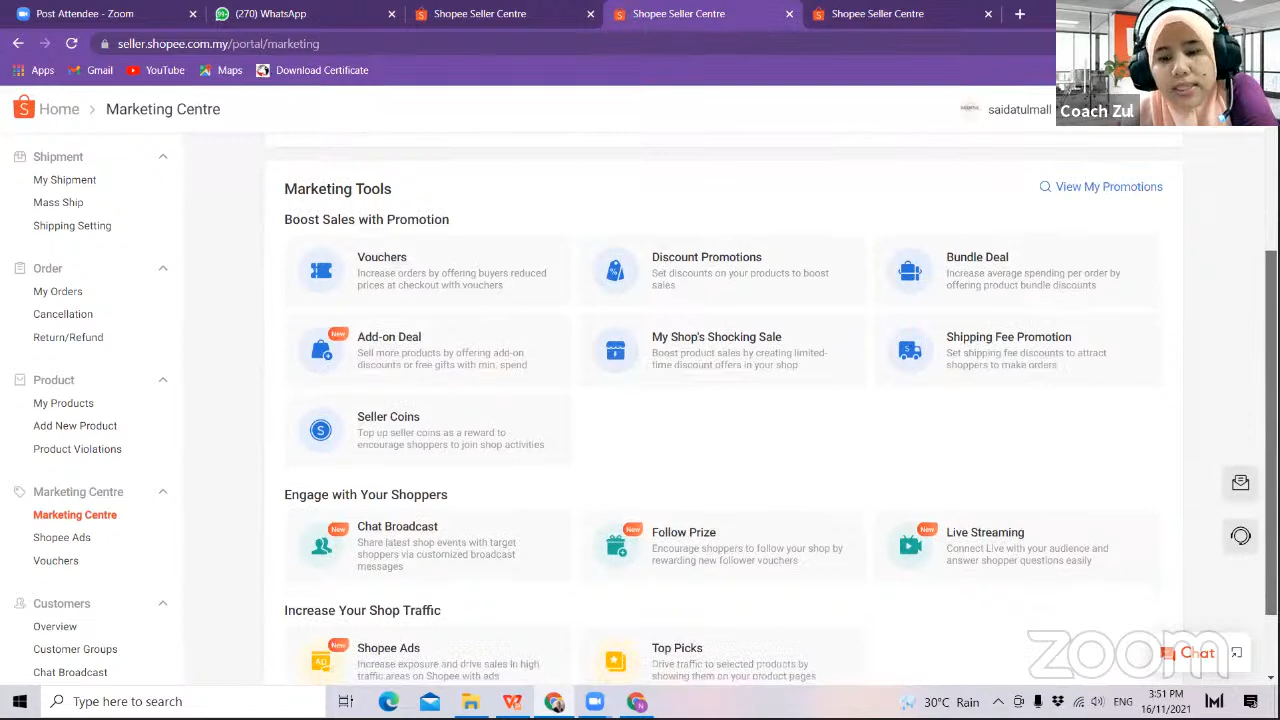 Post Attendee - Zoom
(270) WhatsApp
Shopee Seller Centre
Shopee Seller Centre
Shopee Seller Centre
seller.shopee.com.my/portal/marketing
Apps
Gmail
YouTube
Maps
Download Certificate
Coach Zul
Home > Marketing Centre
saidatulmall
Shipment
My Shipment
Mass Ship
Shipping Setting
Order
My Orders
Cancellation
Return/Refund
Product
My Products
Add New Product
Product Violations
Marketing Centre
Marketing Centre
Shopee Ads
Vouchers
Customers
Overview
Customer Groups
Chat Broadcast
Marketing Tools
View My Promotions
Boost Sales with Promotion
Vouchers
Increase orders by offering buyers reduced
prices at checkout with vouchers
Discount Promotions
Set discounts on your products to boost
sales
Bundle Deal
Increase average spending per order by
offering product bundle discounts
New
Add-on Deal
Sell more products by offering add-on
discounts or free gifts with min. spend
My Shop's Shocking Sale
Boost product sales by creating limited-
time discount offers in your shop
Shipping Fee Promotion
Set shipping fee discounts to attract
shoppers to make orders
Seller Coins
Top up seller coins as a reward to
encourage shoppers to join shop activities
Engage with Your Shoppers
New
Chat Broadcast
Share latest shop events with target
shoppers via customized broadcast
messages
New
Follow Prize
Encourage shoppers to follow your shop by
rewarding new follower vouchers
New
Live Streaming
Connect Live with your audience and
answer shopper questions easily
Increase Your Shop Traffic
New
AD
Shopee Ads
Increase exposure and drive sales in high
traffic areas on Shopee with ads
Top Picks
Drive traffic to selected products by
showing them on your product pages
zoom
Chat
Type here to search
30°C Rain
3:51 PM
16/11/2021